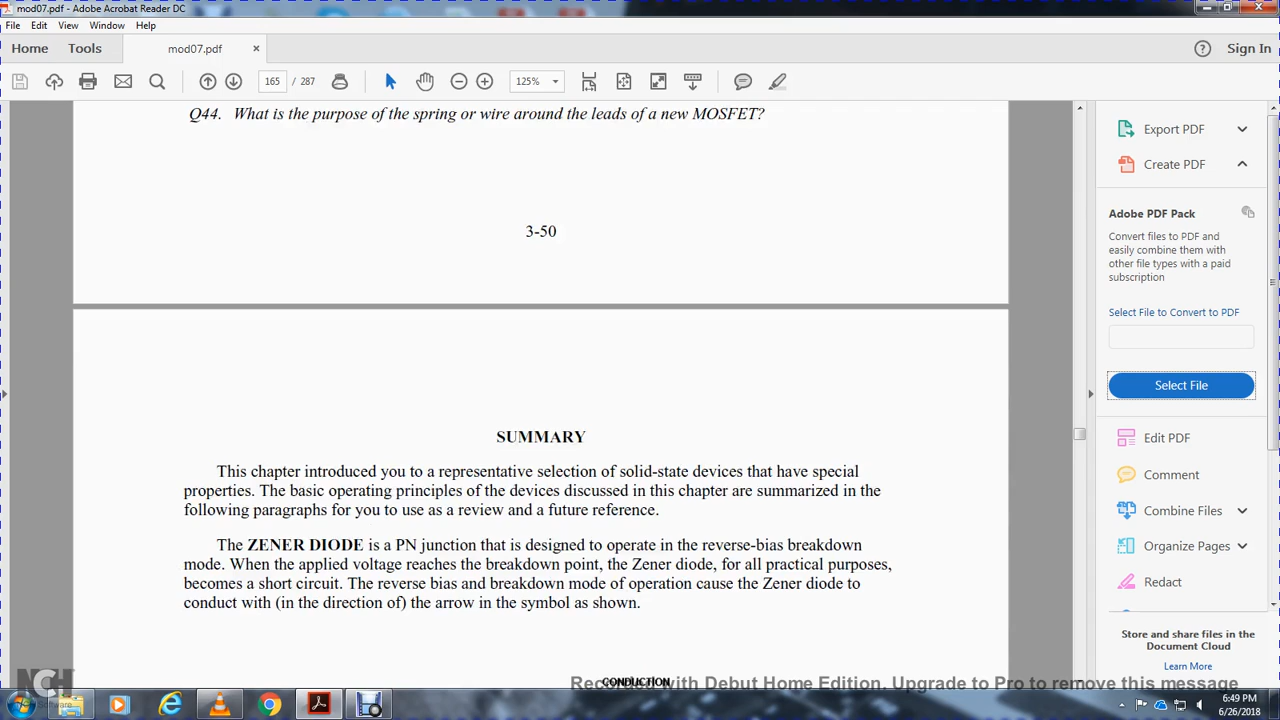 mod07.pdf - Adobe Acrobat Reader DC
File Edit View Window Help
Home Tools mod07.pdf × Sign In
165 / 287 125%
Q44. What is the purpose of the spring or wire around the leads of a new MOSFET?
3-50
SUMMARY
This chapter introduced you to a representative selection of solid-state devices that have special
properties. The basic operating principles of the devices discussed in this chapter are summarized in the
following paragraphs for you to use as a review and a future reference.
The ZENER DIODE is a PN junction that is designed to operate in the reverse-bias breakdown
mode. When the applied voltage reaches the breakdown point, the Zener diode, for all practical purposes,
becomes a short circuit. The reverse bias and breakdown mode of operation cause the Zener diode to
conduct with (in the direction of) the arrow in the symbol as shown.
CONDUCTION
Export PDF
Create PDF
Adobe PDF Pack
Convert files to PDF and
easily combine them with
other file types with a paid
subscription
Select File to Convert to PDF
Select File
Edit PDF
Comment
Combine Files
Organize Pages
Redact
Store and share files in the
Document Cloud
Learn More
NCH
Software
Recorded with Debut Home Edition. Upgrade to Pro to remove this message
6:49 PM
6/26/2018